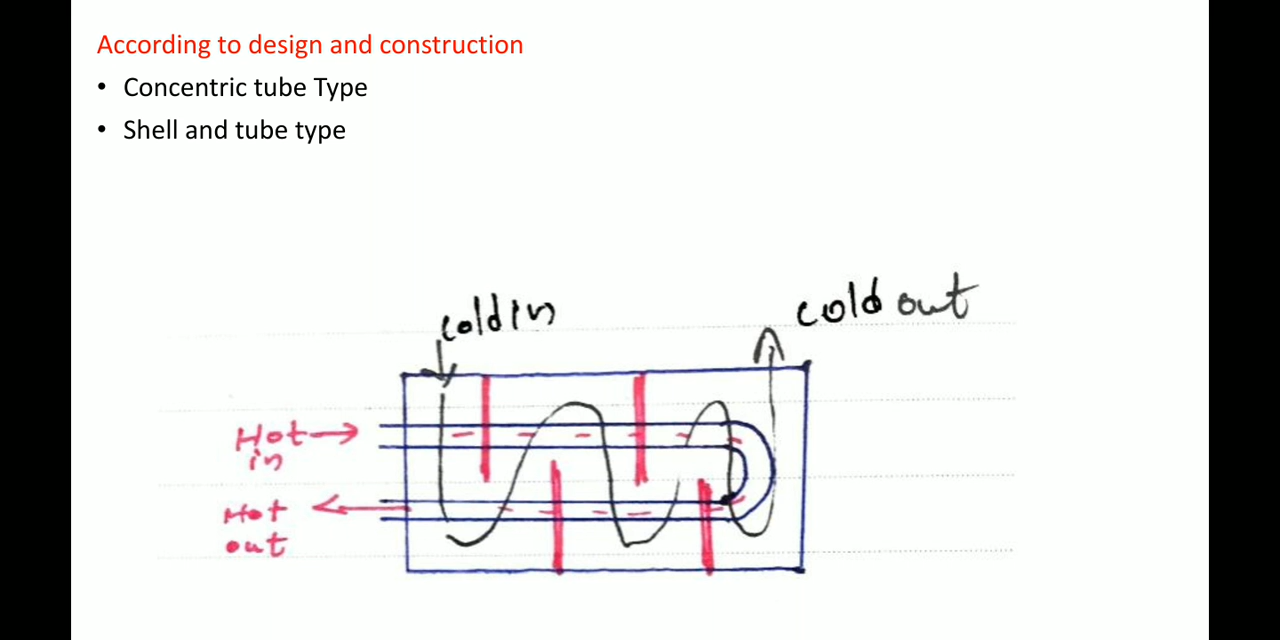 According to design and construction
• Concentric tube Type
• Shell and tube type
cold in
cold out
Hot
in
Hot
out